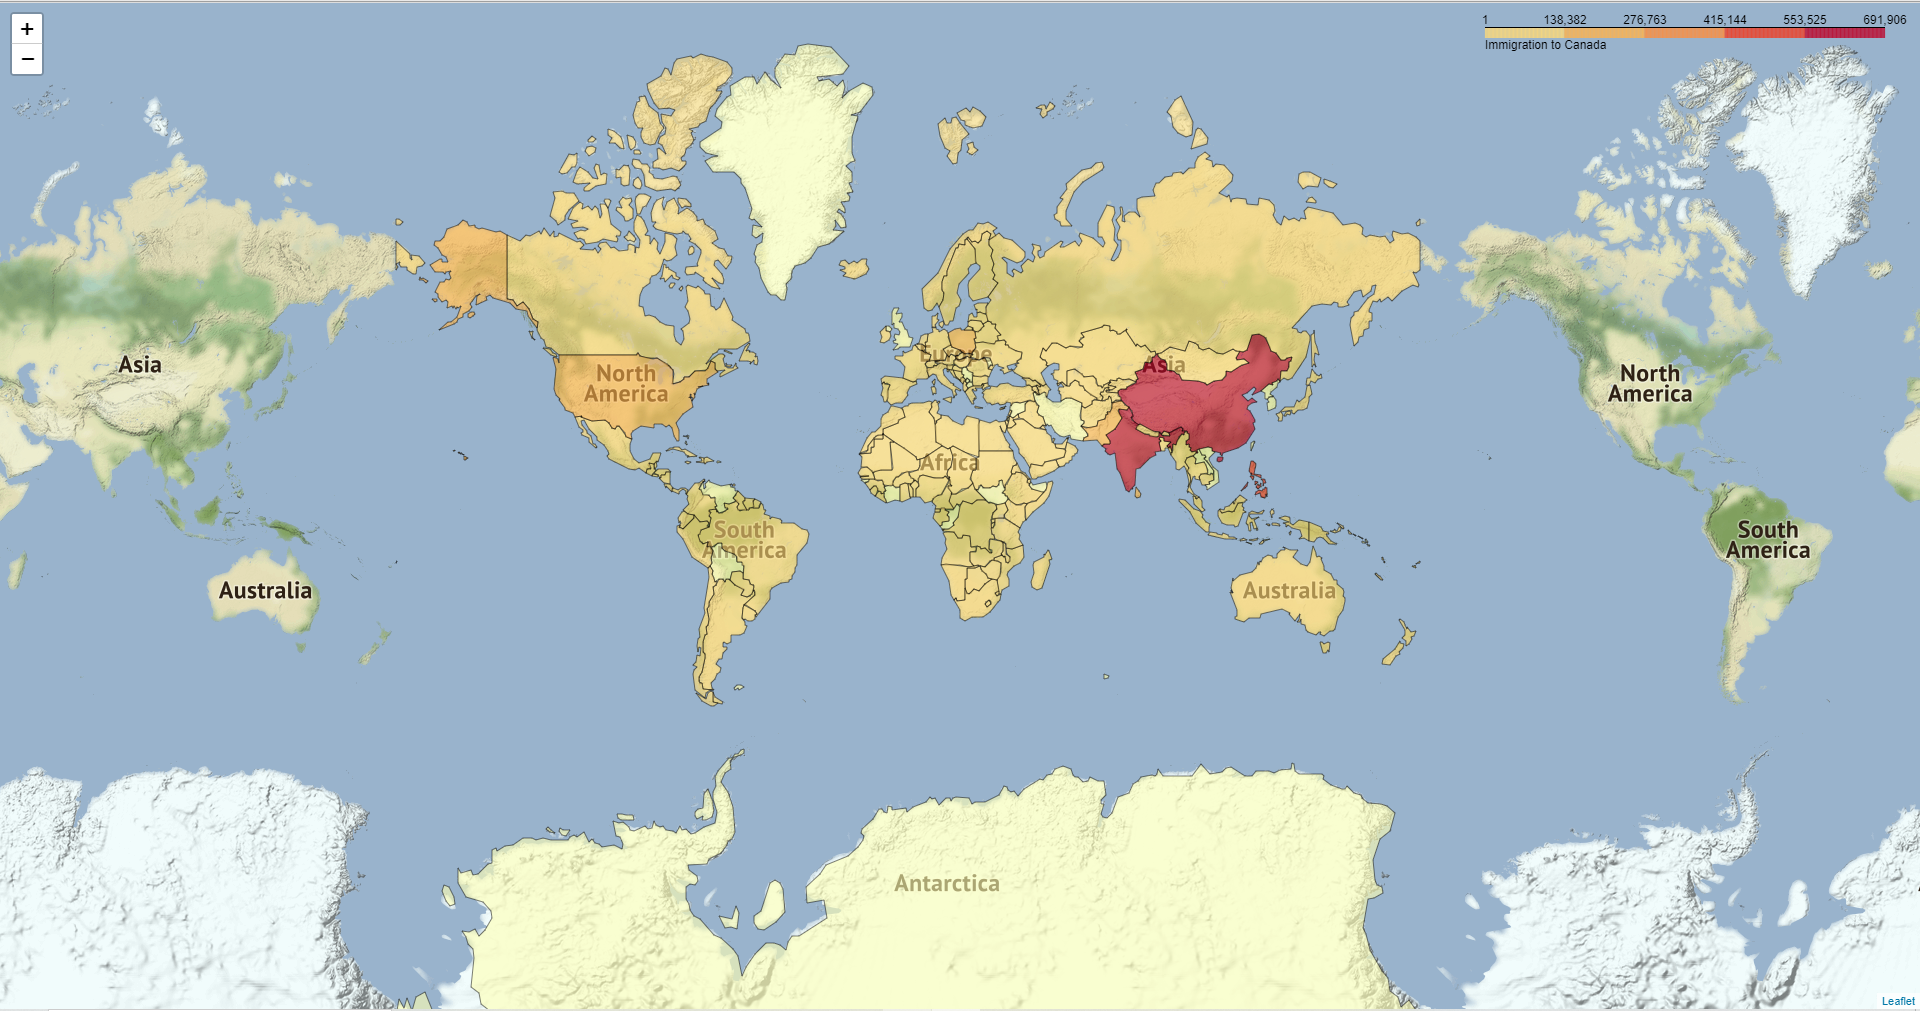 +
−
1 138,382 276,763 415,144 553,525 691,906
Immigration to Canada
Asia
North
America
Europe
Asia
North
America
Africa
South
America
South
America
Australia
Australia
Antarctica
Leaflet